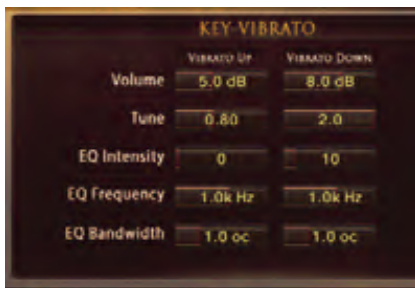 KEY-VIBRATO
VIBRATO UP VIBRATO DOWN
Volume 5.0 dB 8.0 dB
Tune 0.80 2.0
EQ Intensity 0 10
EQ Frequency 1.0k Hz 1.0k Hz
EQ Bandwidth 1.0 oc 1.0 oc